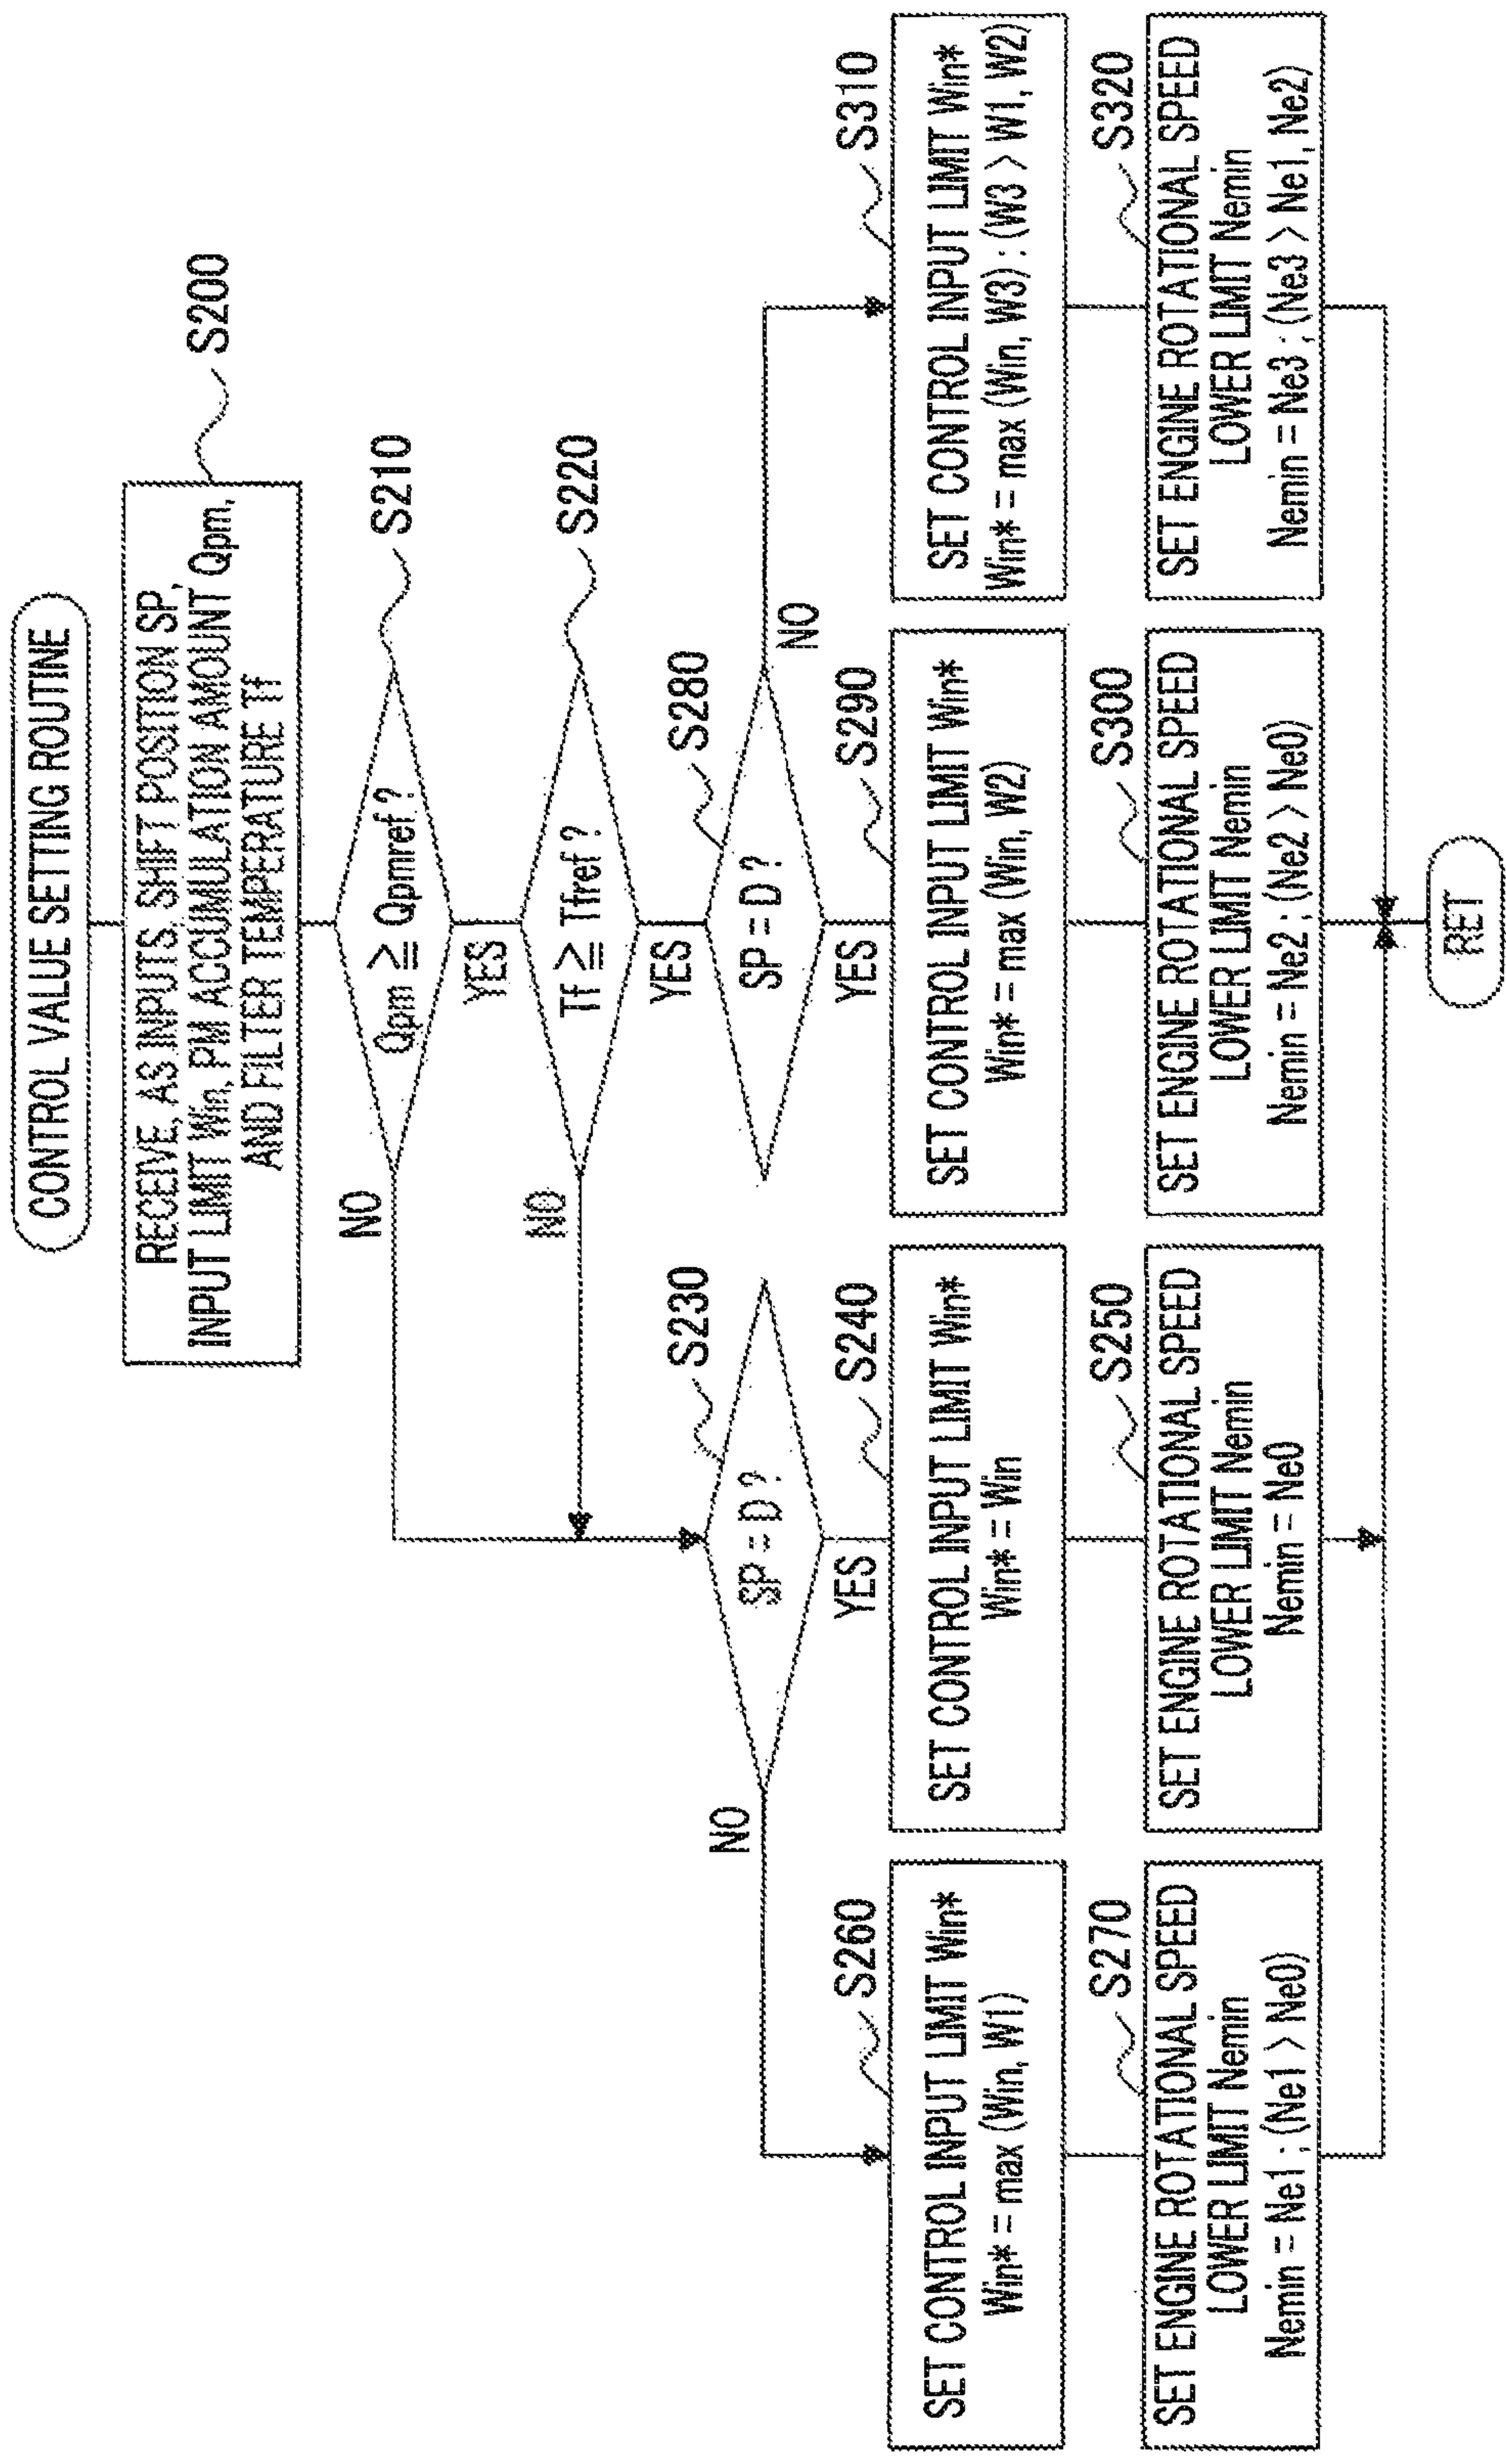 CONTROL VALUE SETTING ROUTINE
S200
RECEIVE, AS INPUTS, SHIFT POSITION SP,
INPUT LIMIT Win, PM ACCUMULATION AMOUNT Qpm,
AND FILTER TEMPERATURE Tf
S210
Qpm ≧ Qpmref ?
NO
YES
S220
Tf ≧ Tfref ?
NO
YES
S230
SP = D ?
NO
YES
S280
SP = D ?
YES
NO
S260
SET CONTROL INPUT LIMIT Win*
Win* = max (Win, W1)
S240
SET CONTROL INPUT LIMIT Win*
Win* = Win
S290
SET CONTROL INPUT LIMIT Win*
Win* = max (Win, W2)
S310
SET CONTROL INPUT LIMIT Win*
Win* = max (Win, W3) : (W3 > W1, W2)
S270
SET ENGINE ROTATIONAL SPEED
LOWER LIMIT Nemin
Nemin = Ne1 ; (Ne1 > Ne0)
S250
SET ENGINE ROTATIONAL SPEED
LOWER LIMIT Nemin
Nemin = Ne0
S300
SET ENGINE ROTATIONAL SPEED
LOWER LIMIT Nemin
Nemin = Ne2 ; (Ne2 > Ne0)
S320
SET ENGINE ROTATIONAL SPEED
LOWER LIMIT Nemin
Nemin = Ne3 ; (Ne3 > Ne1, Ne2)
RET